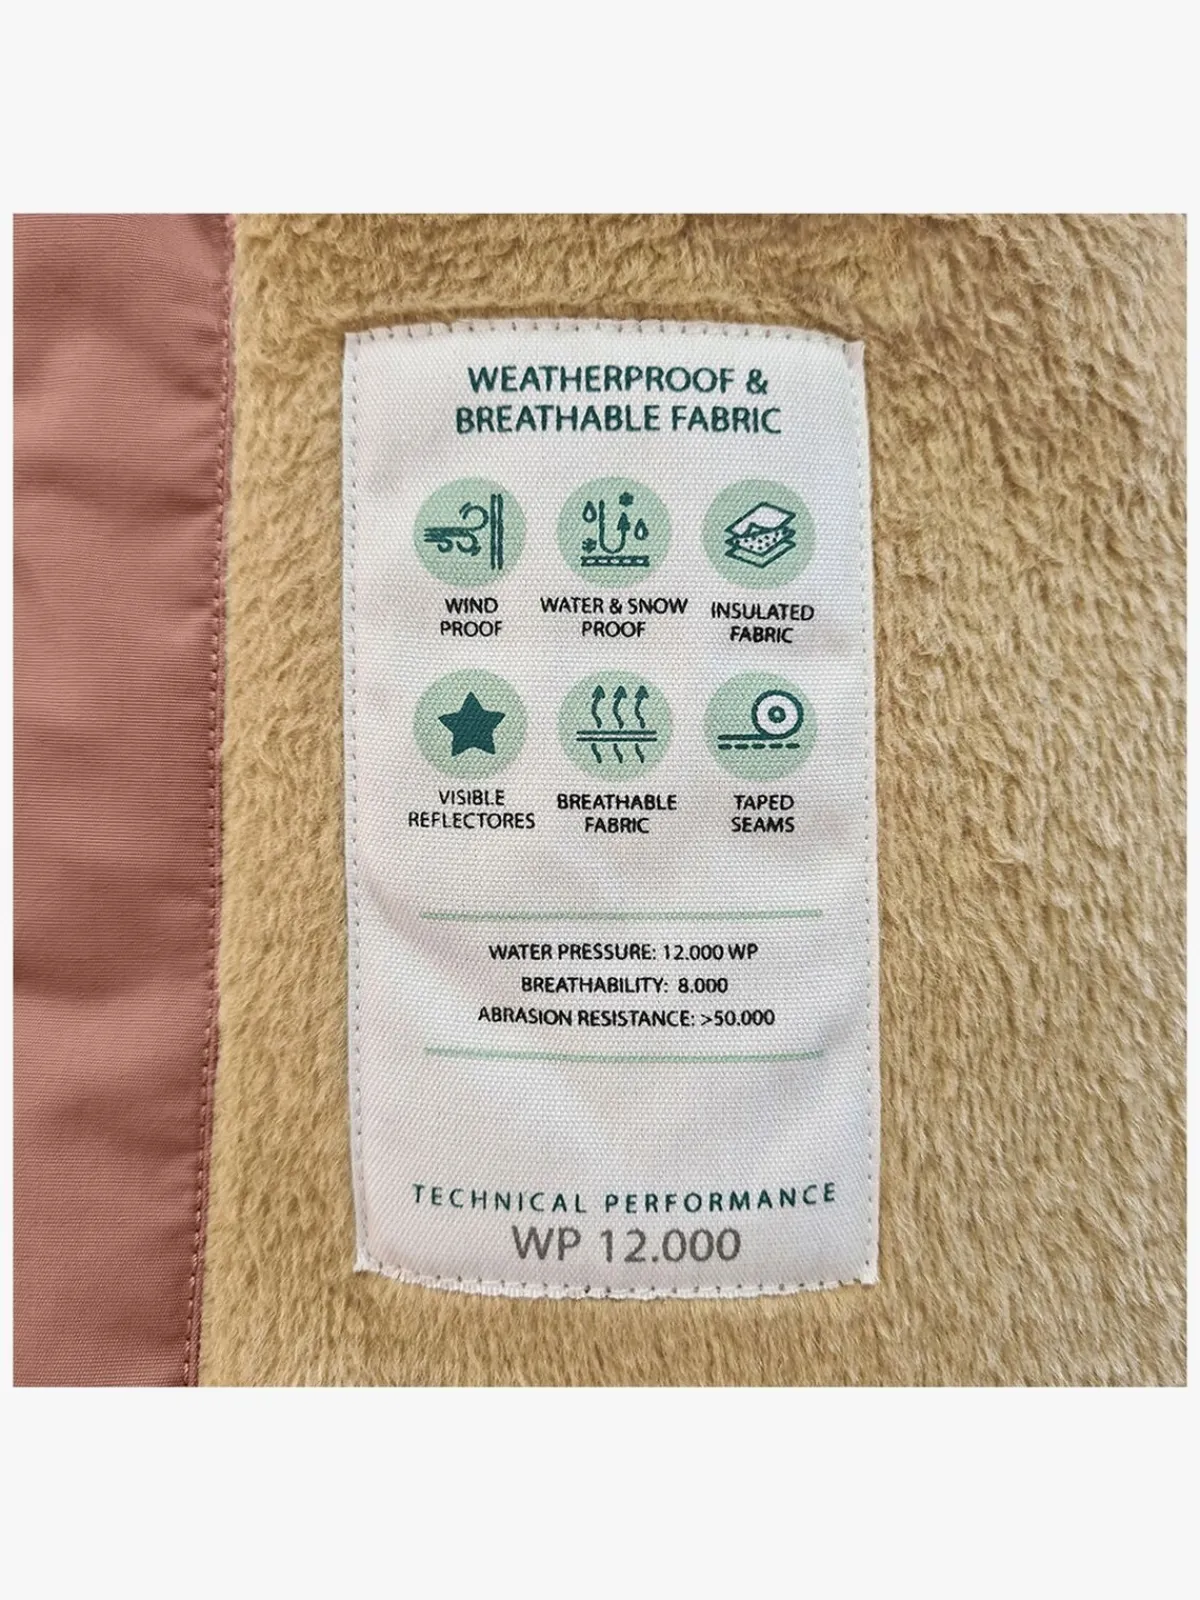 WEATHERPROOF &
BREATHABLE FABRIC
WIND
PROOF
WATER & SNOW
PROOF
INSULATED
FABRIC
VISIBLE
REFLECTORES
BREATHABLE
FABRIC
TAPED
SEAMS
WATER PRESSURE: 12.000 WP
BREATHABILITY: 8.000
ABRASION RESISTANCE: >50.000
TECHNICAL PERFORMANCE
WP 12.000